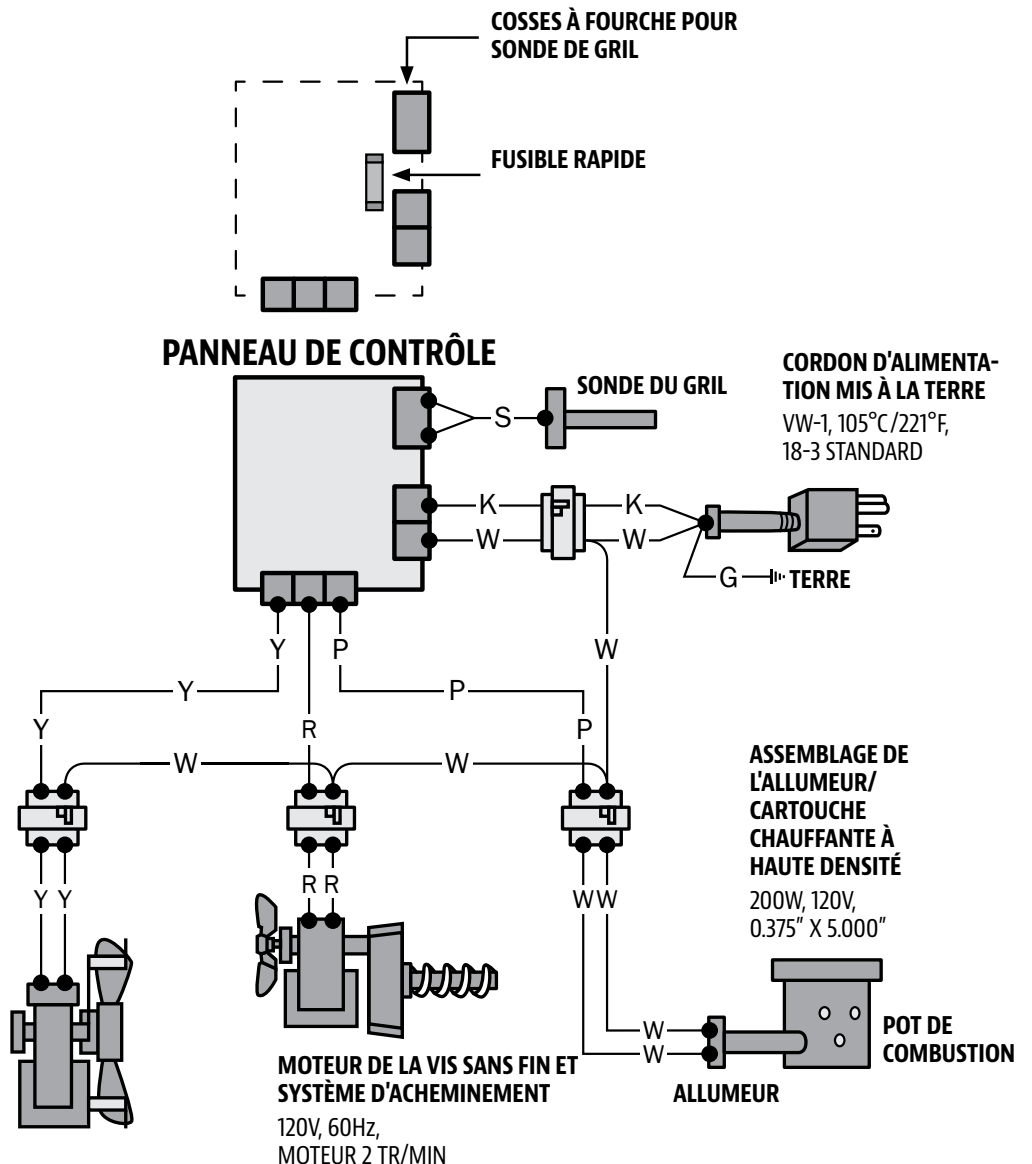 COSSES À FOURCHE POUR
SONDE DE GRIL
FUSIBLE RAPIDE
PANNEAU DE CONTRÔLE
SONDE DU GRIL
CORDON D'ALIMENTA-
TION MIS À LA TERRE
VW-1, 105°C/221°F,
18-3 STANDARD
S
K
K
W
W
G
TERRE
Y
P
W
Y
P
Y
R
P
W
W
ASSEMBLAGE DE
L'ALLUMEUR/
CARTOUCHE
CHAUFFANTE À
HAUTE DENSITÉ
200W, 120V,
0.375" X 5.000"
Y Y
R R
W W
W
W
POT DE
COMBUSTION
ALLUMEUR
MOTEUR DE LA VIS SANS FIN ET
SYSTÈME D'ACHEMINEMENT
120V, 60Hz,
MOTEUR 2 TR/MIN